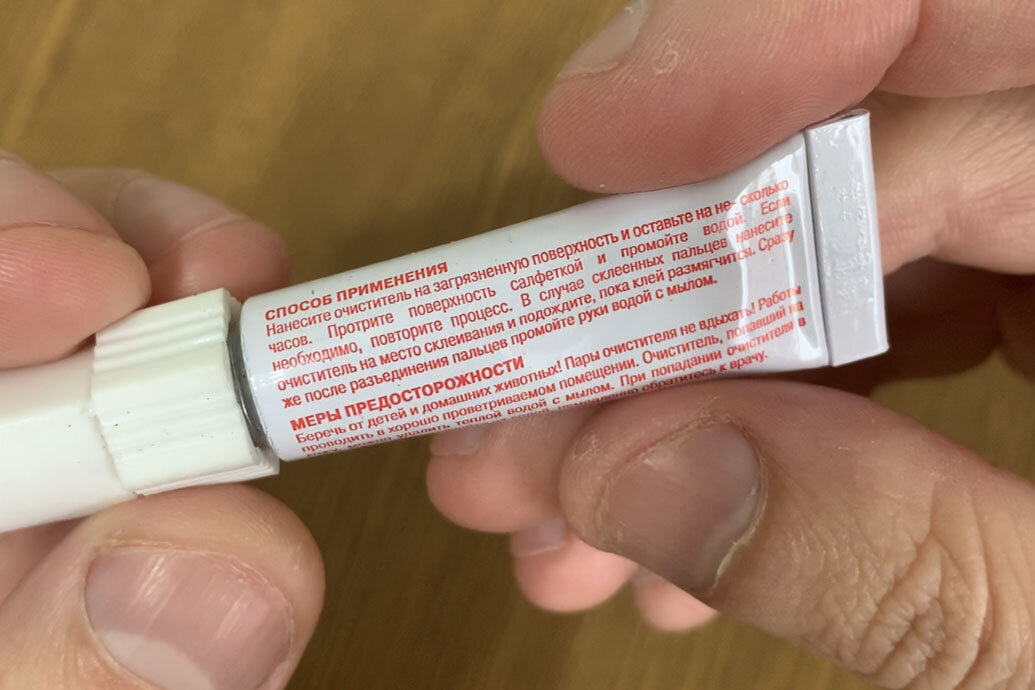 СПОСОБ ПРИМЕНЕНИЯ
Нанесите очиститель на загрязненную поверхность и оставьте на не- сколько
часов. Протрите поверхность салфеткой и промойте водой. Если
необходимо, повторите процесс. В случае склеенных пальцев нанесите
очиститель на место склеивания и подождите, пока клей размягчится. Сразу
же после разъединения пальцев промойте руки водой с мылом.
МЕРЫ ПРЕДОСТОРОЖНОСТИ
Беречь от детей и домашних животных! Пары очистителя не вдыхать! Работы
проводить в хорошо проветриваемом помещении. Очиститель, попавший на
кожу, можно удалить теплой водой с мылом. При попадании очистителя в
обратитесь к врачу.